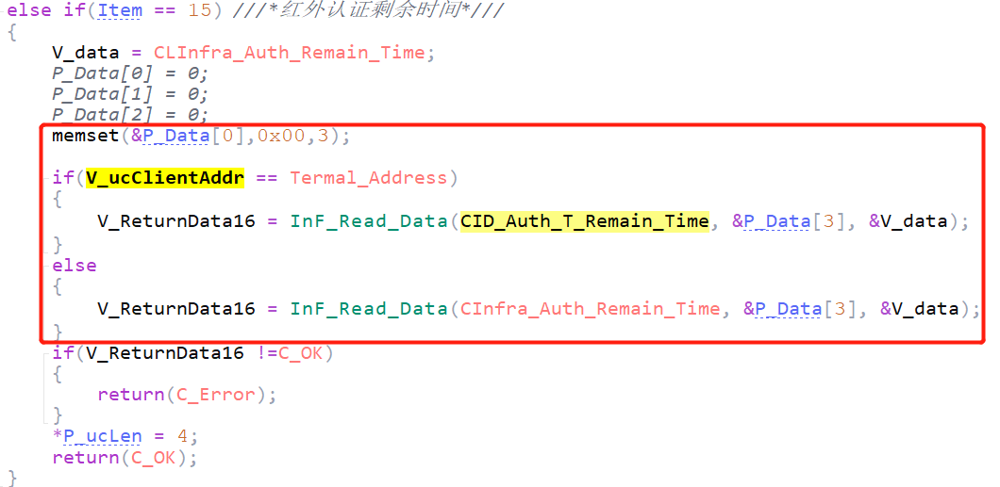 else if(Item == 15) ///*红外认证剩余时间*///
{
    V_data = CLInfra_Auth_Remain_Time;
    P_Data[0] = 0;
    P_Data[1] = 0;
    P_Data[2] = 0;
    memset(&P_Data[0],0x00,3);
    if(V_ucClientAddr == Termal_Address)
    {
        V_ReturnData16 = InF_Read_Data(CID_Auth_T_Remain_Time, &P_Data[3], &V_data);
    }
    else
    {
        V_ReturnData16 = InF_Read_Data(CInfra_Auth_Remain_Time, &P_Data[3], &V_data);
    }
    if(V_ReturnData16 !=C_OK)
    {
        return(C_Error);
    }
    *P_ucLen = 4;
    return(C_OK);
}